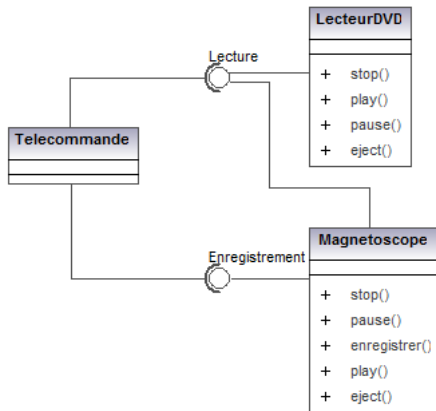 LecteurDVD
+ stop()
+ play()
+ pause()
+ eject()
Lecture
Telecommande
Enregistrement
Magnetoscope
+ stop()
+ pause()
+ enregistrer()
+ play()
+ eject()